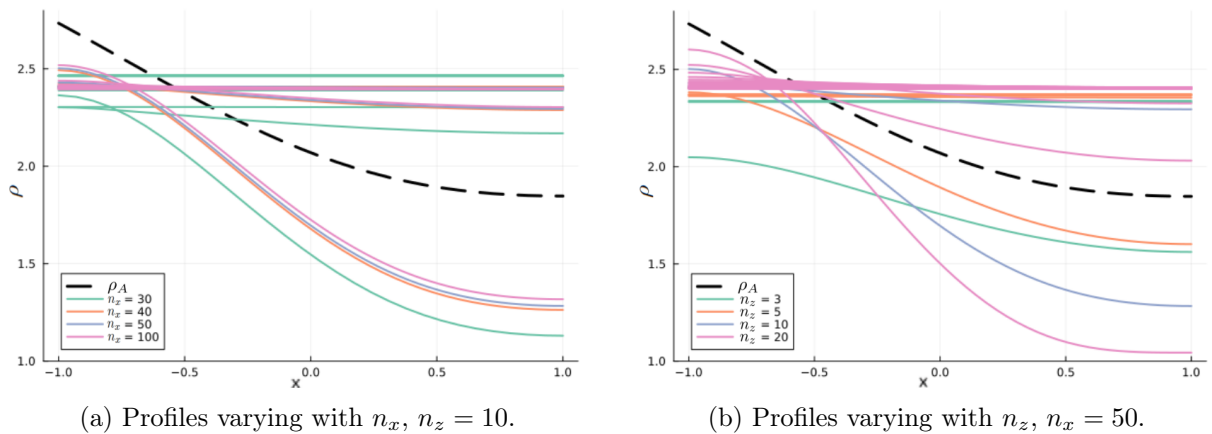 2.5
2.0
1.5
1.0
ρ
ρ_A
n_x = 30
n_x = 40
n_x = 50
n_x = 100
−1.0 −0.5 0.0 0.5 1.0
x
(a) Profiles varying with n_x, n_z = 10.
2.5
2.0
1.5
1.0
ρ
ρ_A
n_z = 3
n_z = 5
n_z = 10
n_z = 20
−1.0 −0.5 0.0 0.5 1.0
x
(b) Profiles varying with n_z, n_x = 50.